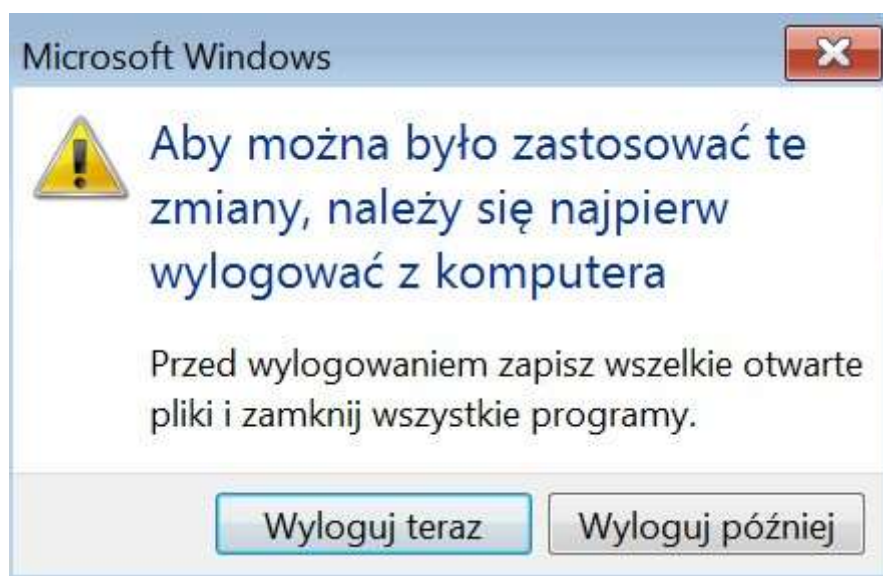 Microsoft Windows
Aby można było zastosować te
zmiany, należy się najpierw
wylogować z komputera
Przed wylogowaniem zapisz wszelkie otwarte
pliki i zamknij wszystkie programy.
Wyloguj teraz
Wyloguj później